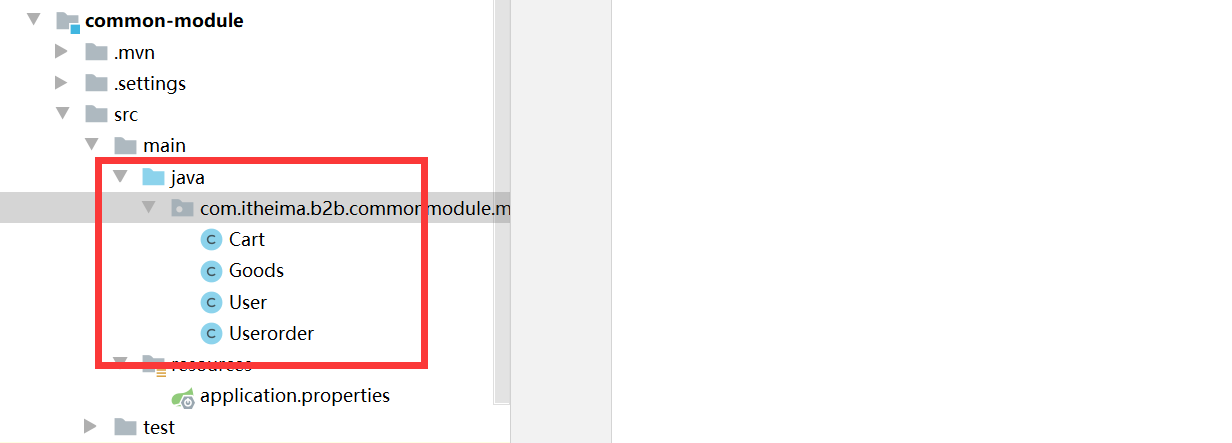 common-module
.mvn
.settings
src
main
java
com.itheima.b2b.commonmodule.m
C Cart
C Goods
C User
C Userorder
resources
application.properties
test